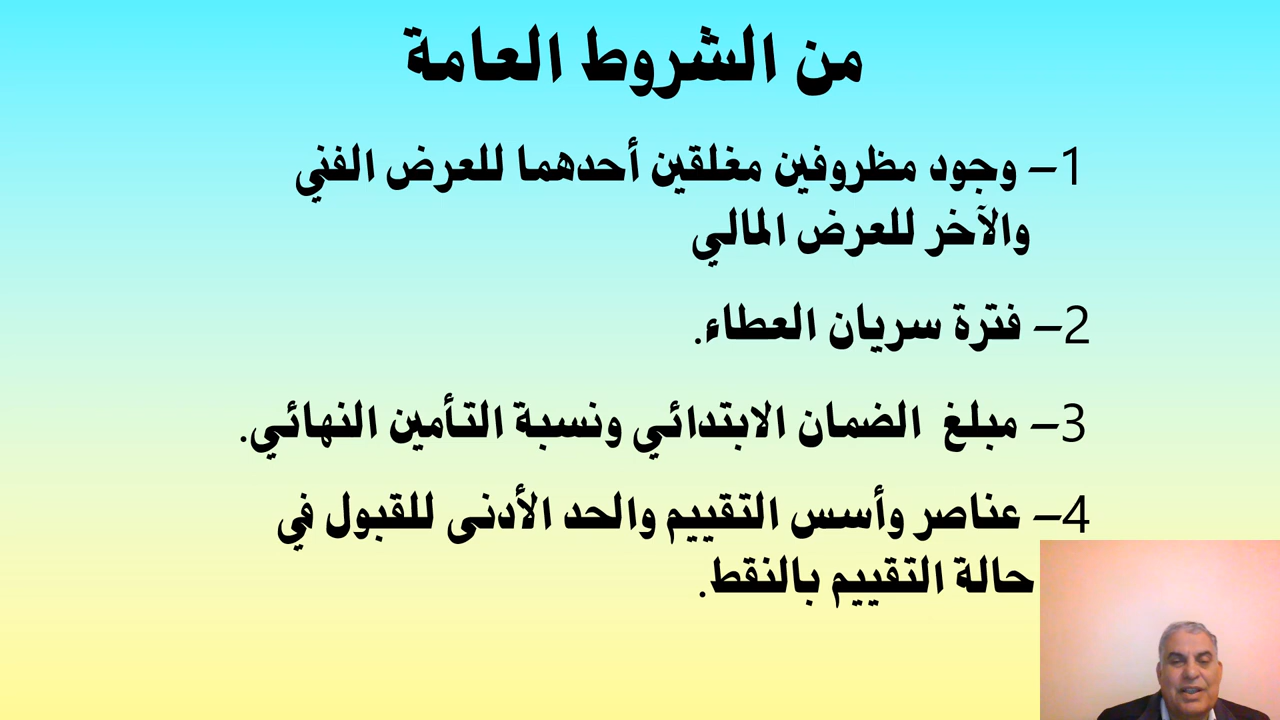 من الشروط العامة
1– وجود مظروفين مغلقين أحدهما للعرض الفني
والآخر للعرض المالي
2– فترة سريان العطاء.
3– مبلغ الضمان الابتدائي ونسبة التأمين النهائي.
4– عناصر وأسس التقييم والحد الأدنى للقبول في
حالة التقييم بالنقط.